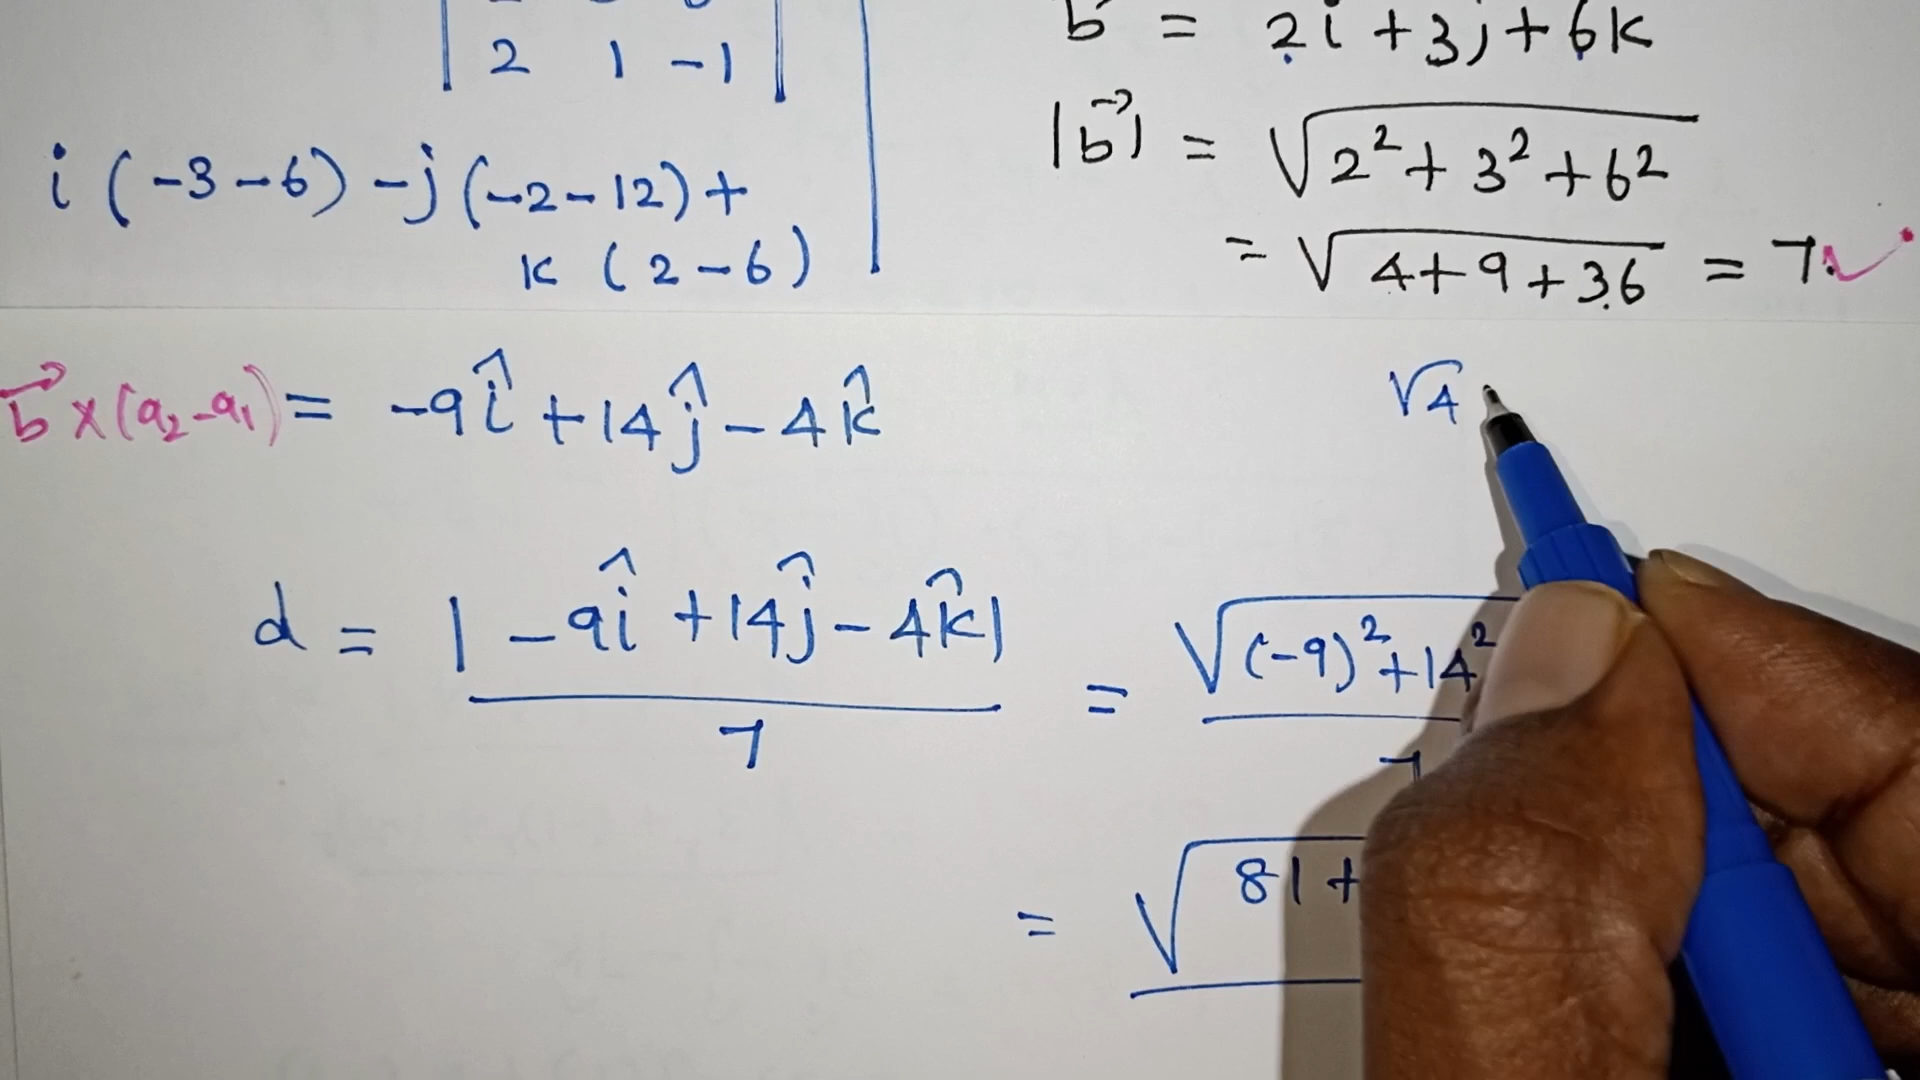 2 1 -1
i (-3-6) -j (-2-12) +
k (2-6)
b = 2i + 3j + 6k
|b⃗| = √2² + 3² + 6²
= √4+9+36 = 7.
b⃗ × (a₂-a₁) = -9î + 14ĵ - 4k̂
√4
d = |-9î + 14ĵ - 4k̂| / 7 = √(-9)² + 14² / 7
= √81 +